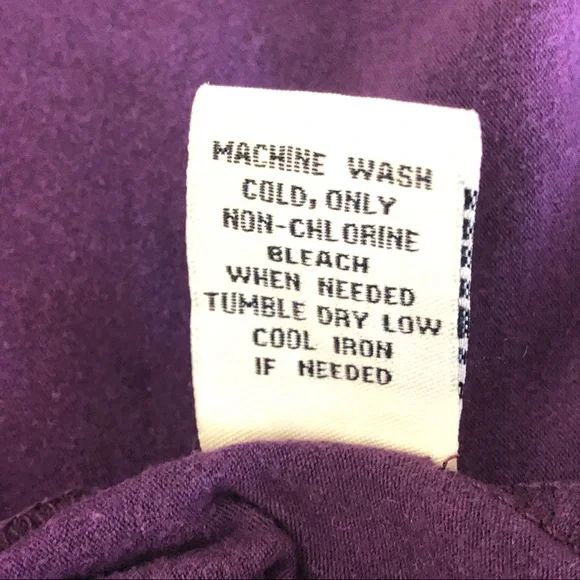 MACHINE WASH
COLD, ONLY
NON-CHLORINE
BLEACH
WHEN NEEDED
TUMBLE DRY LOW
COOL IRON
IF NEEDED